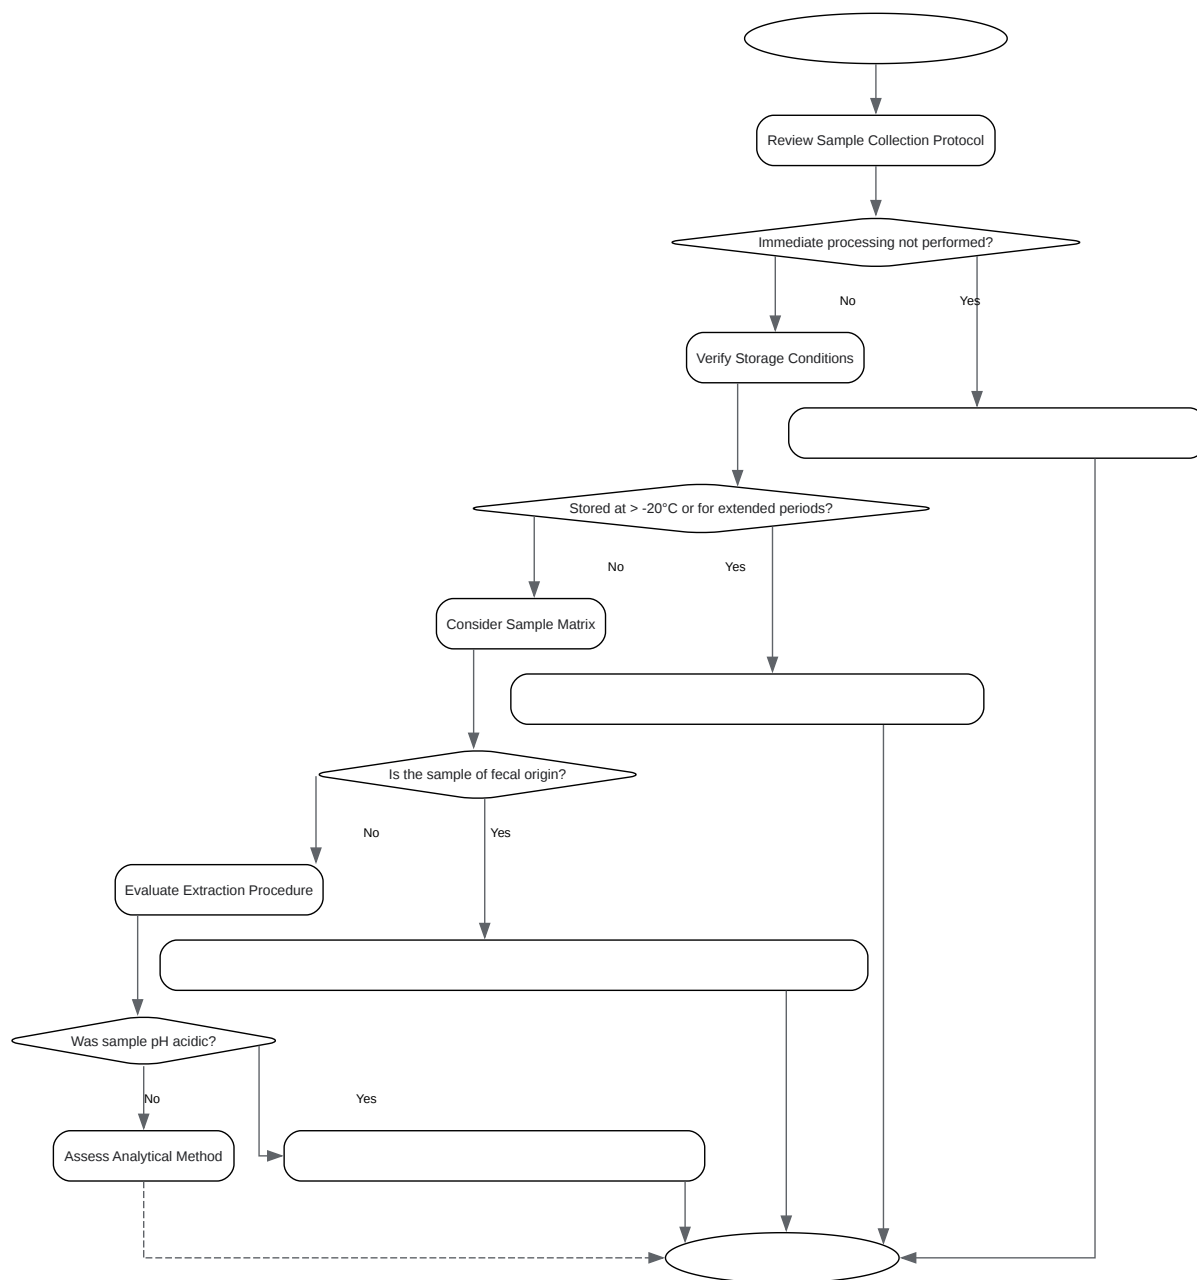 Review Sample Collection Protocol
Immediate processing not performed?
No
Yes
Verify Storage Conditions
Stored at > -20°C or for extended periods?
No
Yes
Consider Sample Matrix
Is the sample of fecal origin?
No
Yes
Evaluate Extraction Procedure
Was sample pH acidic?
No
Yes
Assess Analytical Method